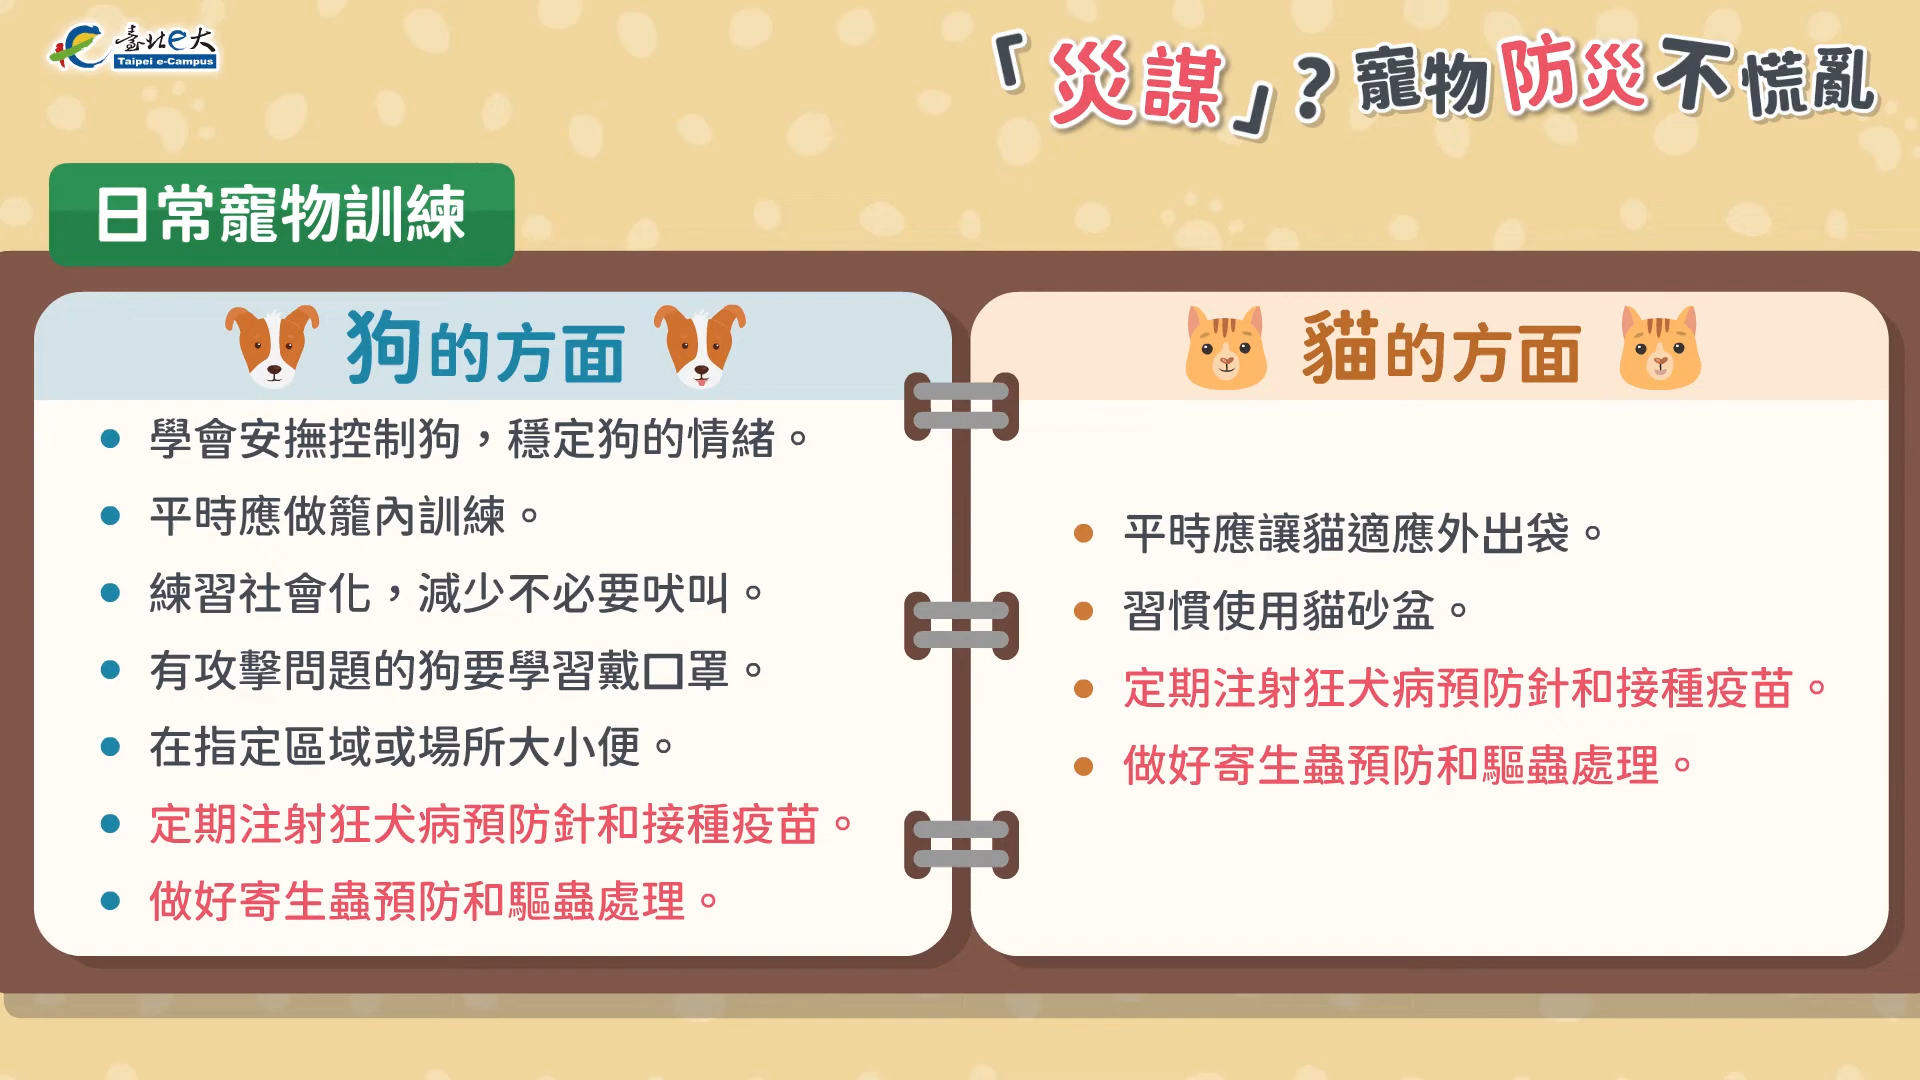 臺北e大
Taipei e-Campus
「災謀」?寵物防災不慌亂
日常寵物訓練
狗的方面
學會安撫控制狗，穩定狗的情緒。
平時應做籠內訓練。
練習社會化，減少不必要吠叫。
有攻擊問題的狗要學習戴口罩。
在指定區域或場所大小便。
定期注射狂犬病預防針和接種疫苗。
做好寄生蟲預防和驅蟲處理。
貓的方面
平時應讓貓適應外出袋。
習慣使用貓砂盆。
定期注射狂犬病預防針和接種疫苗。
做好寄生蟲預防和驅蟲處理。